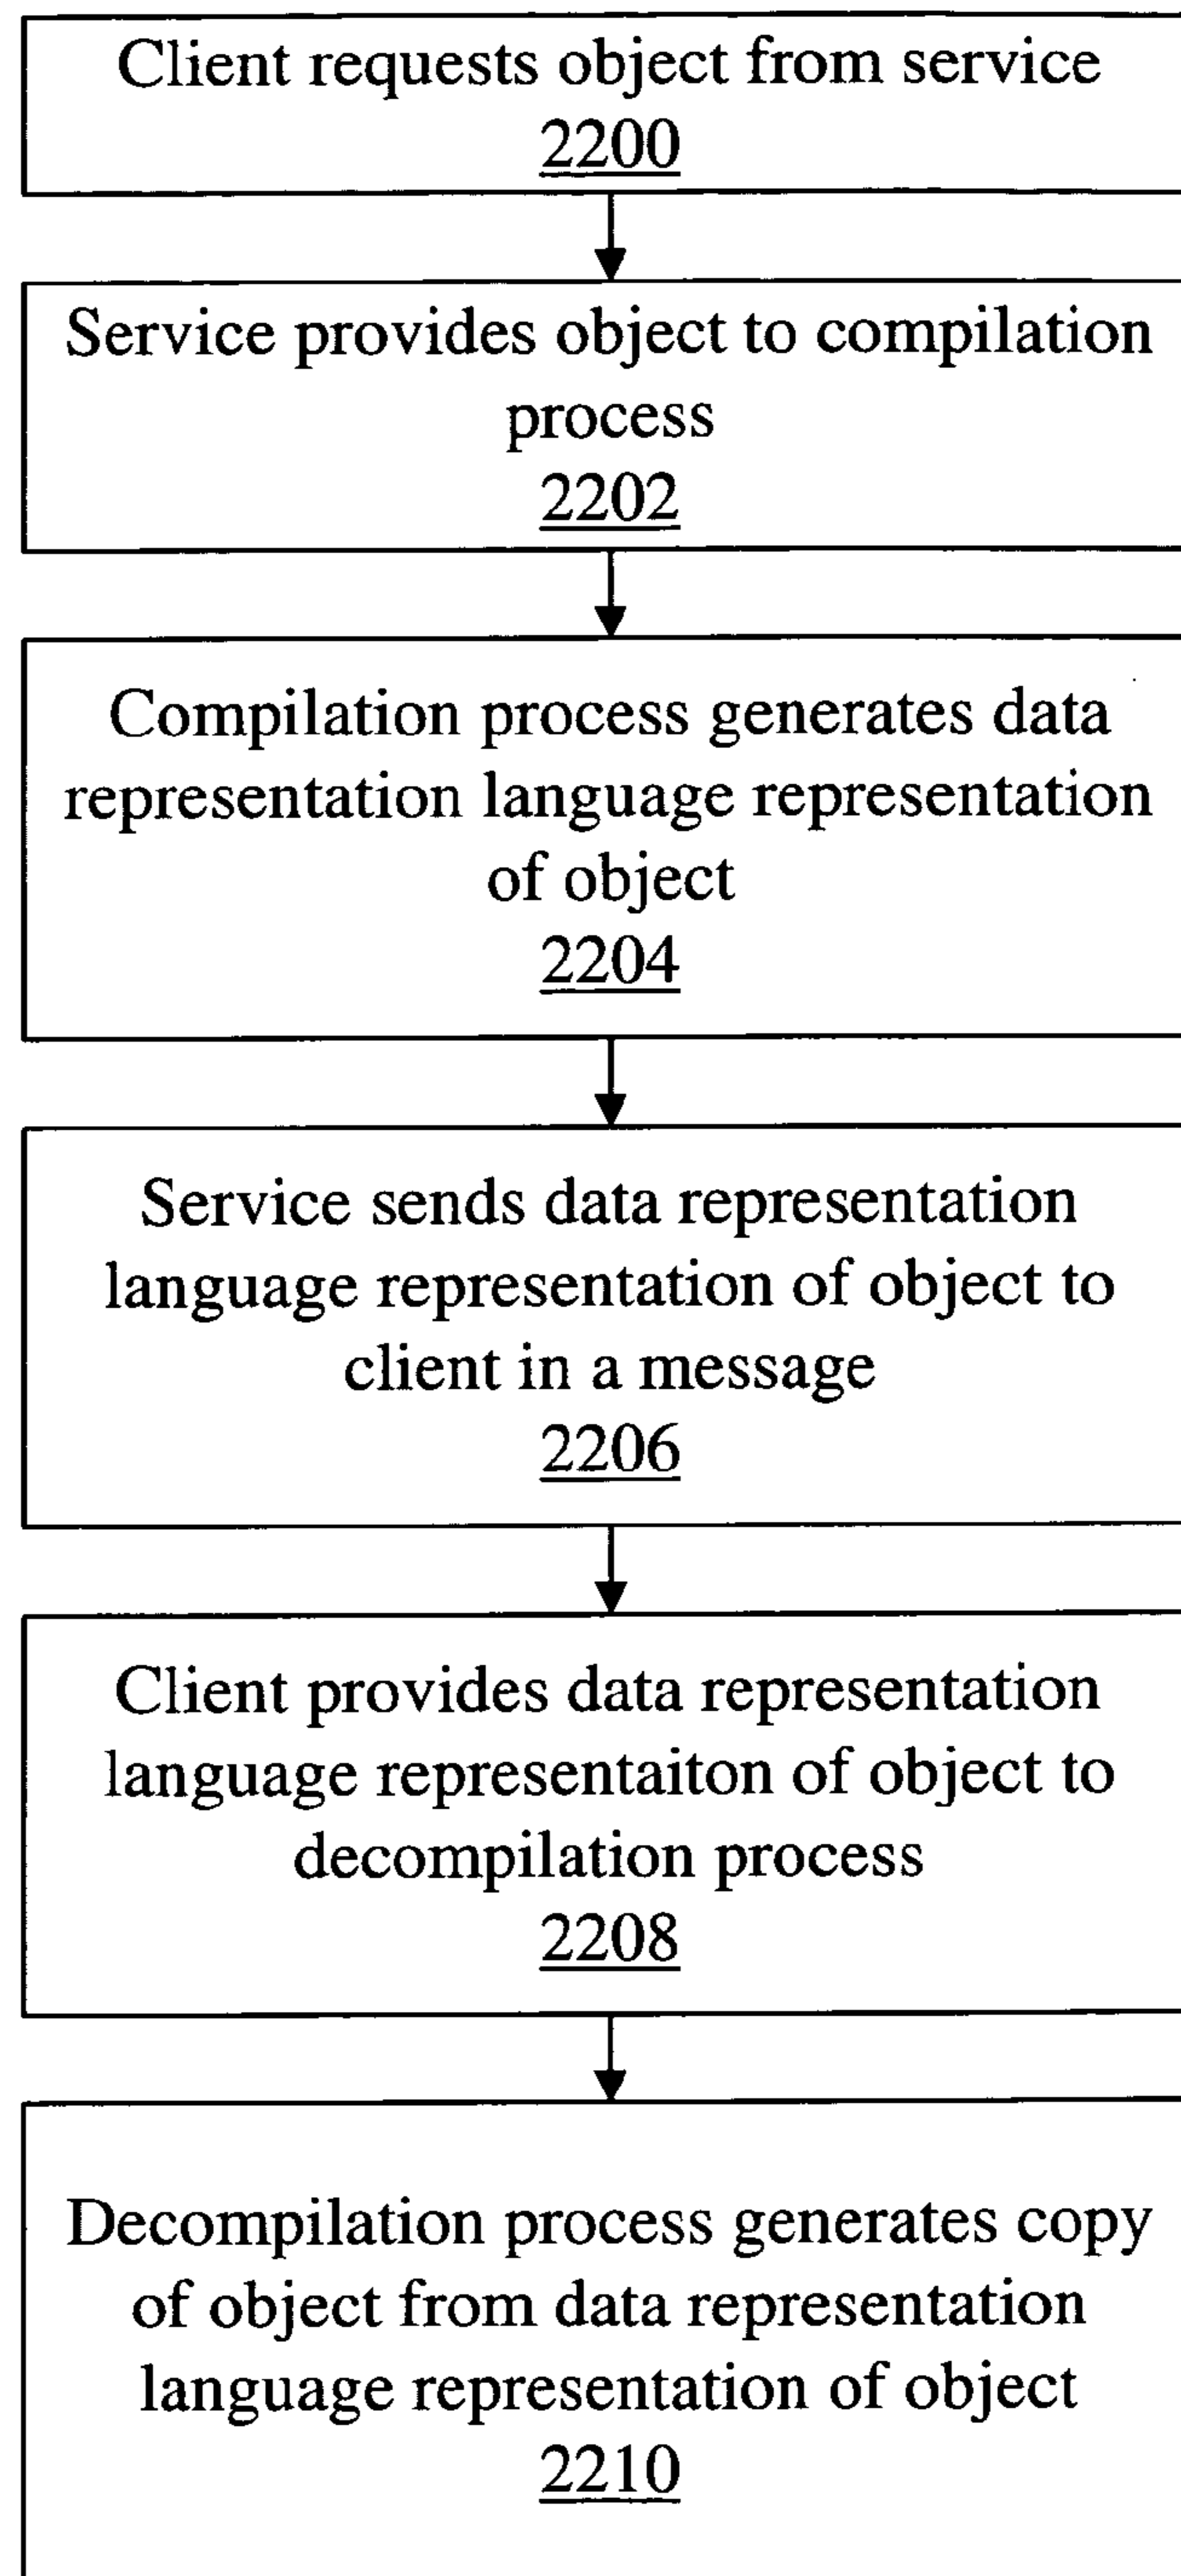 Client requests object from service
2200
Service provides object to compilation
process
2202
Compilation process generates data
representation language representation
of object
2204
Service sends data representation
language representation of object to
client in a message
2206
Client provides data representation
language representaiton of object to
decompilation process
2208
Decompilation process generates copy
of object from data representation
language representation of object
2210